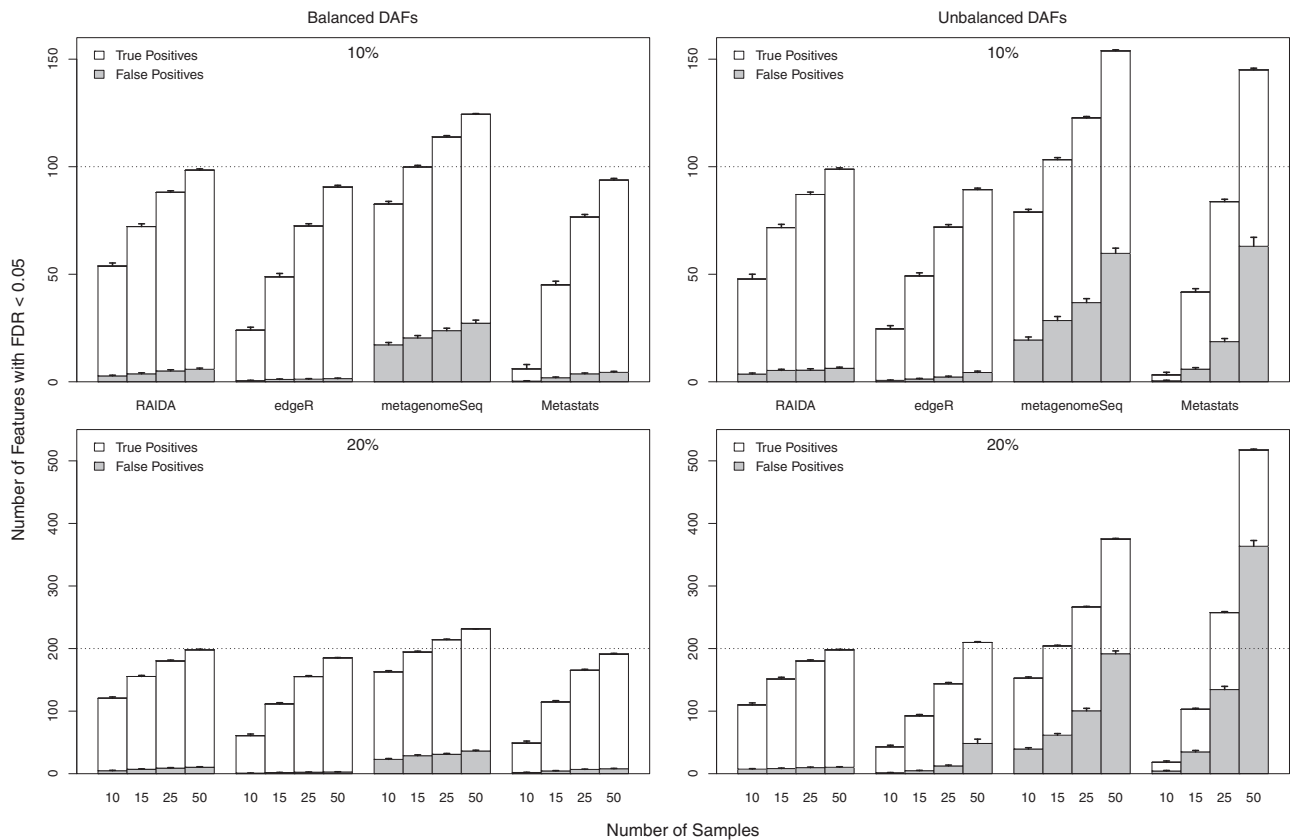 Balanced DAFs
Unbalanced DAFs
Number of Features with FDR < 0.05
True Positives
False Positives
10%
150
100
50
0
RAIDA
edgeR
metagenomeSeq
Metastats
True Positives
False Positives
10%
150
100
50
0
RAIDA
edgeR
metagenomeSeq
Metastats
True Positives
False Positives
20%
500
400
300
200
100
0
10 15 25 50 10 15 25 50 10 15 25 50 10 15 25 50
True Positives
False Positives
20%
500
400
300
200
100
0
10 15 25 50 10 15 25 50 10 15 25 50 10 15 25 50
Number of Samples